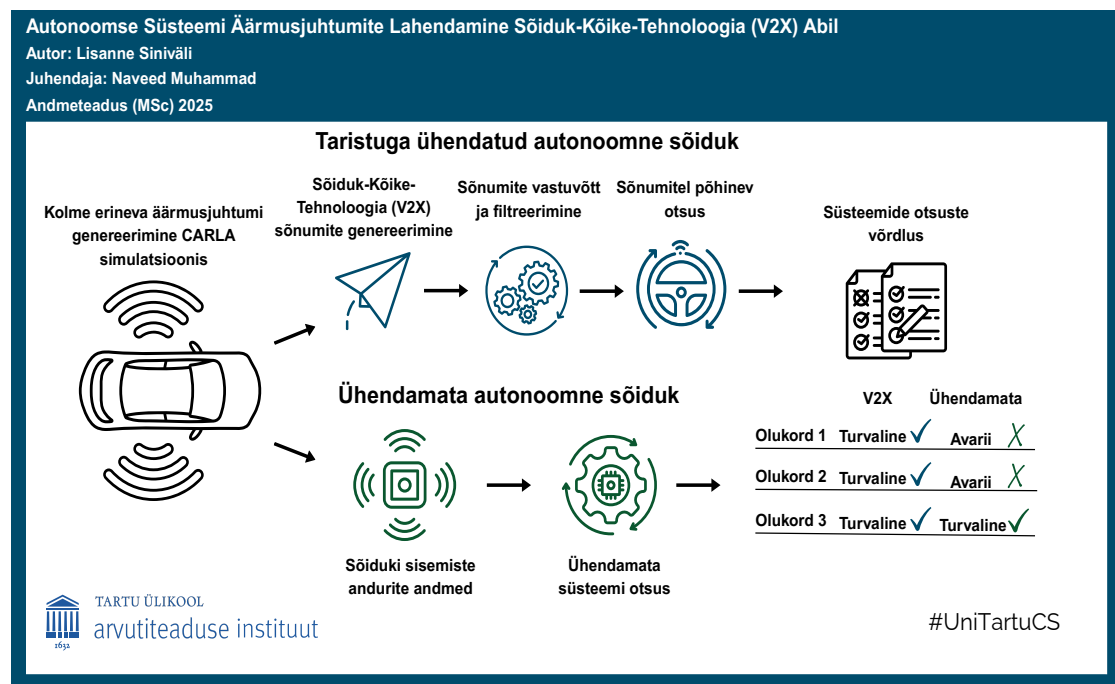 Autonoomse Süsteemi Äärmusjuhtumite Lahendamine Sõiduk-Kõike-Tehnoloogia (V2X) Abil
Autor: Lisanne Siniväli
Juhendaja: Naveed Muhammad
Andmeteadus (MSc) 2025
Taristuga ühendatud autonoomne sõiduk
Kolme erineva äärmusjuhtumi
genereerimine CARLA
simulatsioonis
Sõiduk-Kõike-
Tehnoloogia (V2X)
sõnumite genereerimine
Sõnumite vastuvõtt
ja filtreerimine
Sõnumitel põhinev
otsus
Süsteemide otsuste
võrdlus
Ühendamata autonoomne sõiduk
Sõiduki sisemiste
andurite andmed
Ühendamata
süsteemi otsus
V2X Ühendamata
Olukord 1 Turvaline Avarii
Olukord 2 Turvaline Avarii
Olukord 3 Turvaline Turvaline
TARTU ÜLIKOOL
arvutiteaduse instituut
1632
#UniTartuCS